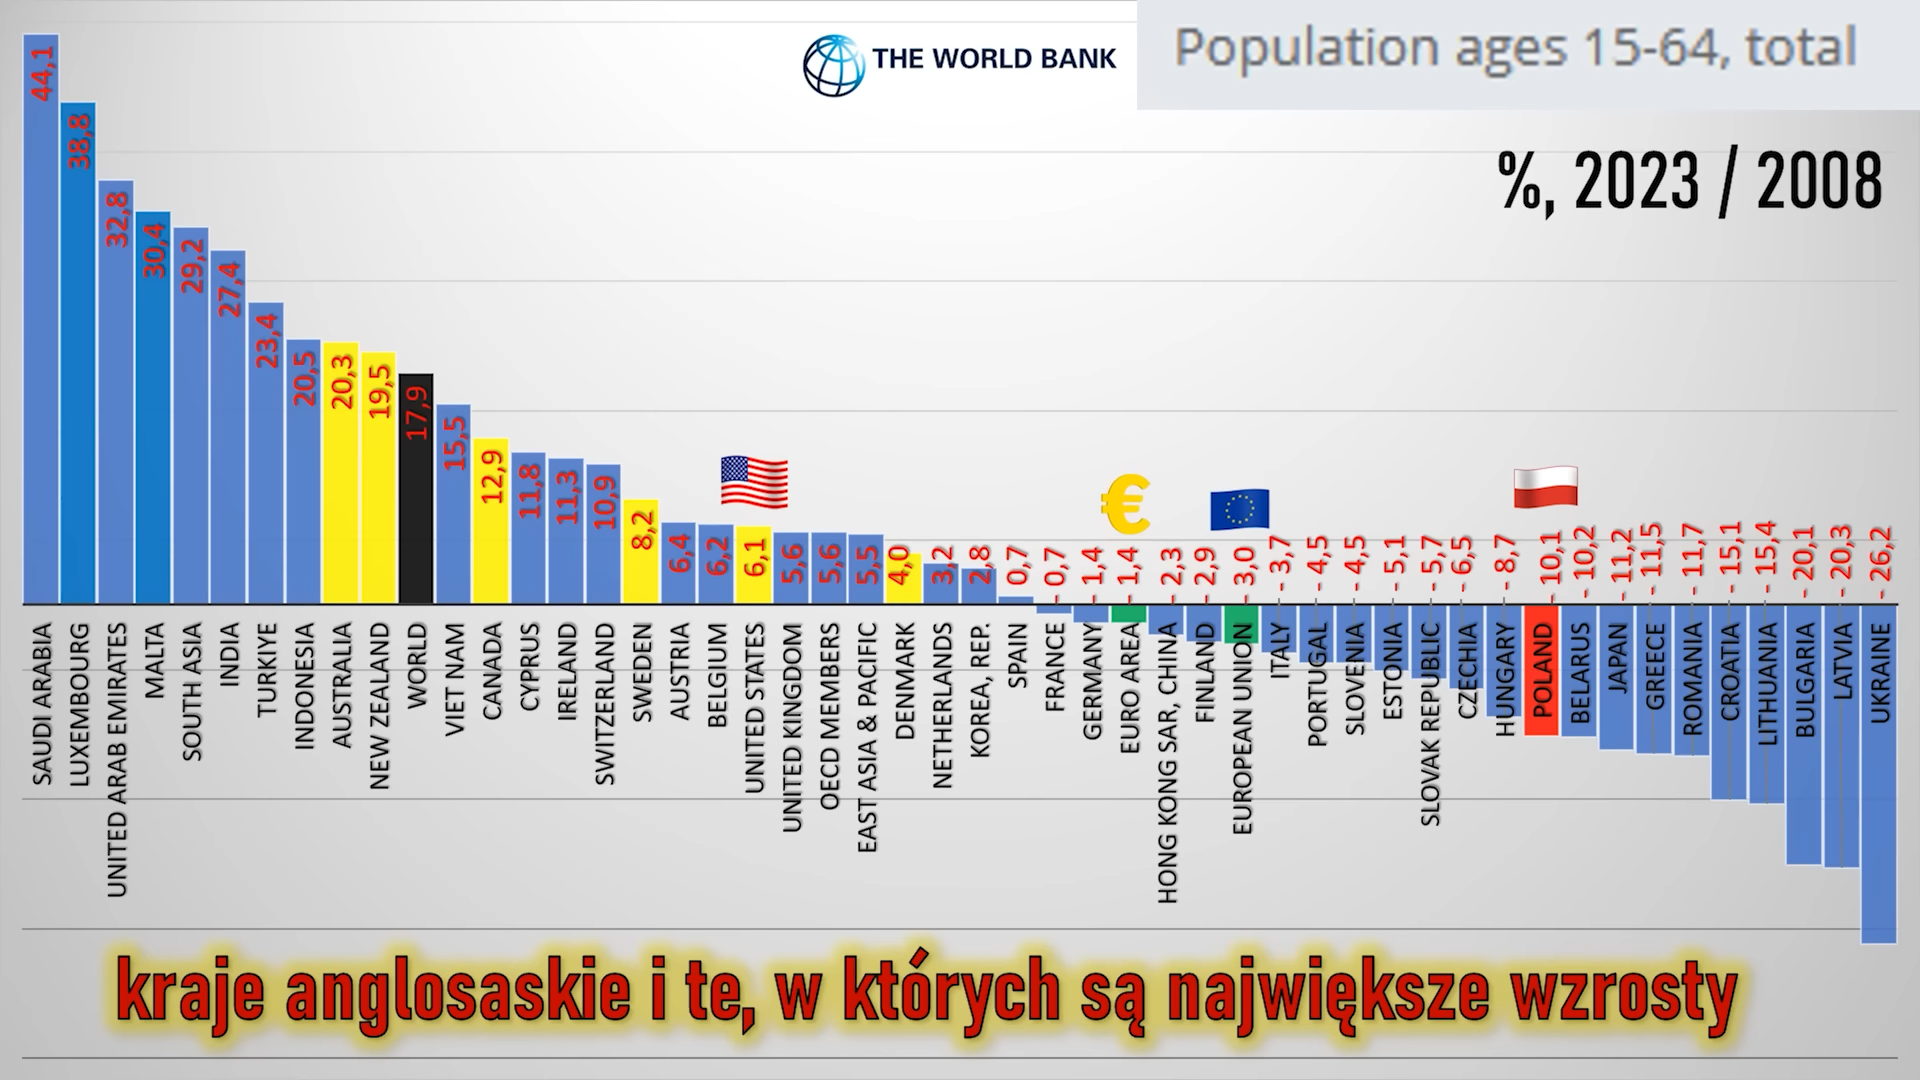 THE WORLD BANK
Population ages 15-64, total
%, 2023 / 2008
44,1
38,8
32,8
30,4
29,2
27,4
23,4
20,5
20,3
19,5
17,9
15,5
12,9
11,8
11,3
10,9
8,2
6,4
6,2
6,1
5,6
5,6
5,5
4,0
3,2
2,8
0,7
- 0,7
- 1,4
- 1,4
- 2,3
- 2,9
- 3,0
- 3,7
- 4,5
- 4,5
- 5,1
- 5,7
- 6,5
- 8,7
- 10,1
- 10,2
- 11,2
- 11,5
- 11,7
- 15,1
- 15,4
- 20,1
- 20,3
- 26,2
€
SAUDI ARABIA
LUXEMBOURG
UNITED ARAB EMIRATES
MALTA
SOUTH ASIA
INDIA
TURKIYE
INDONESIA
AUSTRALIA
NEW ZEALAND
WORLD
VIET NAM
CANADA
CYPRUS
IRELAND
SWITZERLAND
SWEDEN
AUSTRIA
BELGIUM
UNITED STATES
UNITED KINGDOM
OECD MEMBERS
EAST ASIA & PACIFIC
DENMARK
NETHERLANDS
KOREA, REP.
SPAIN
FRANCE
GERMANY
EURO AREA
HONG KONG SAR, CHINA
FINLAND
EUROPEAN UNION
ITALY
PORTUGAL
SLOVENIA
ESTONIA
SLOVAK REPUBLIC
CZECHIA
HUNGARY
POLAND
BELARUS
JAPAN
GREECE
ROMANIA
CROATIA
LITHUANIA
BULGARIA
LATVIA
UKRAINE
kraje anglosaskie i te, w których są największe wzrosty